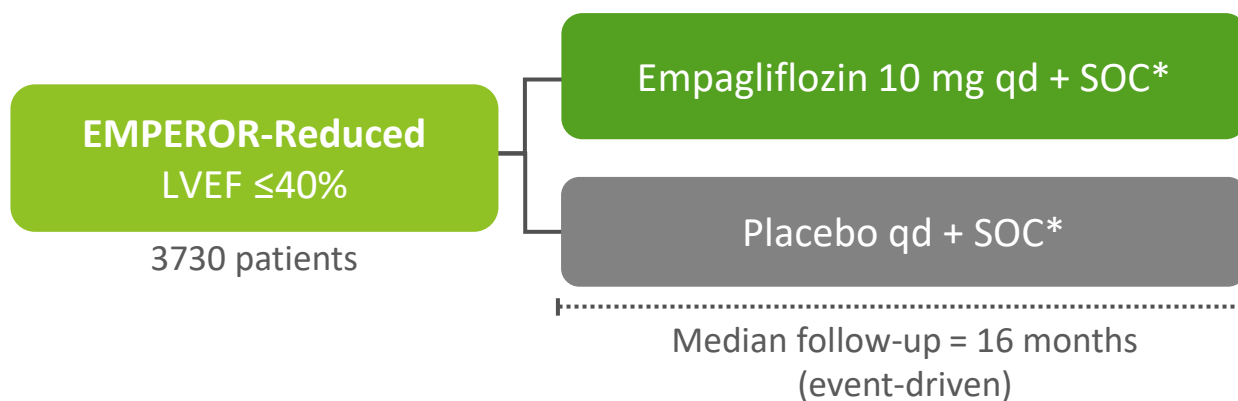 EMPEROR-Reduced
LVEF ≤40%
3730 patients
Empagliflozin 10 mg qd + SOC*
Placebo qd + SOC*
Median follow-up = 16 months
(event-driven)